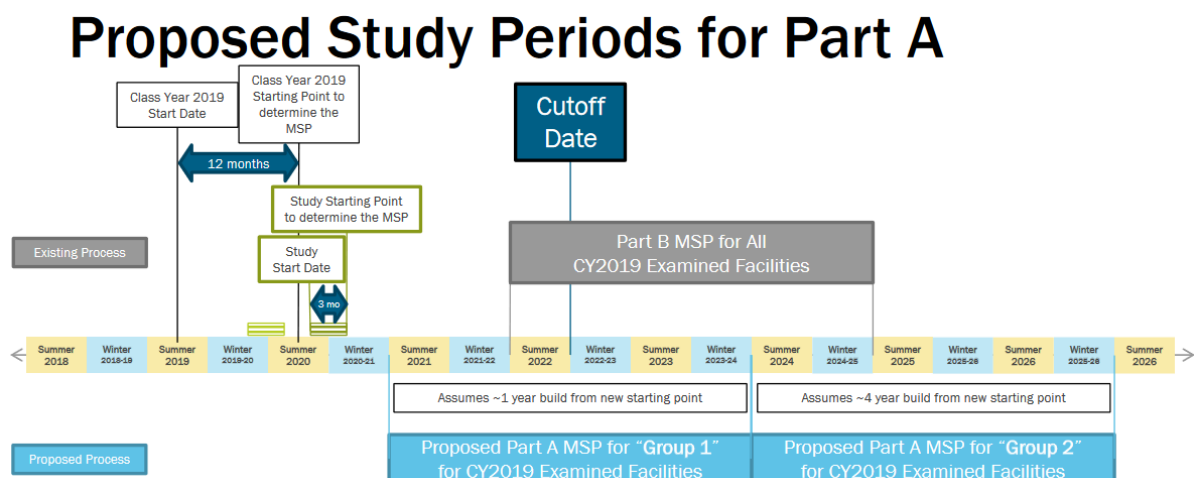 Proposed Study Periods for Part A
Class Year 2019
Start Date
Class Year 2019
Starting Point to
determine the
MSP
Cutoff
Date
12 months
Study Starting Point
to determine the MSP
Existing Process
Study
Start Date
Part B MSP for All
CY2019 Examined Facilities
3 mo
Summer
2018
Winter
2018-19
Summer
2019
Winter
2019-20
Summer
2020
Winter
2020-21
Summer
2021
Winter
2021-22
Summer
2022
Winter
2022-23
Summer
2023
Winter
2023-24
Summer
2024
Winter
2024-25
Summer
2025
Winter
2025-26
Summer
2026
Winter
2025-26
Summer
2026
Assumes ~1 year build from new starting point
Assumes ~4 year build from new starting point
Proposed Process
Proposed Part A MSP for “Group 1”
for CY2019 Examined Facilities
Proposed Part A MSP for “Group 2”
for CY2019 Examined Facilities